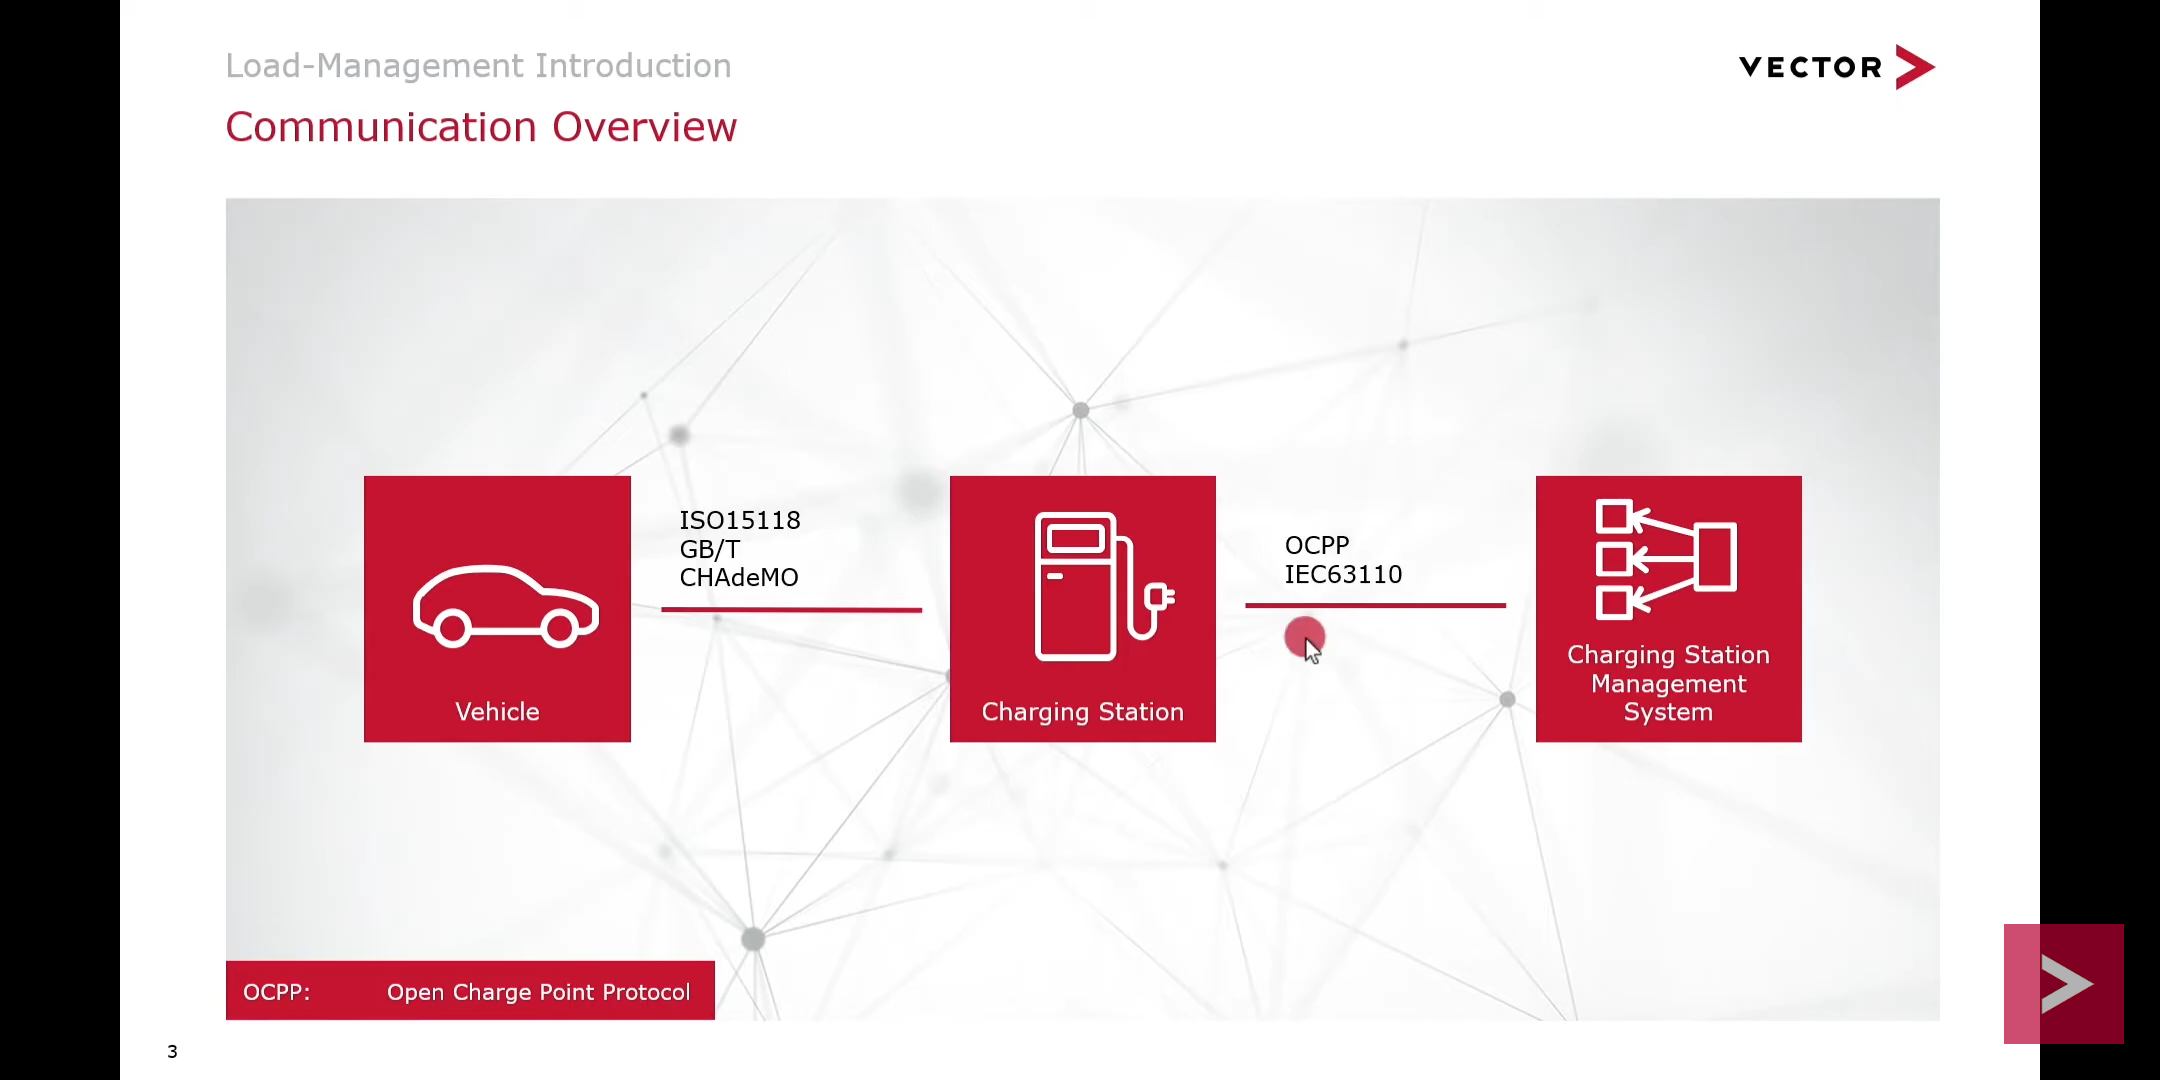 Load-Management Introduction
VECTOR
Communication Overview
ISO15118
GB/T
CHAdeMO
OCPP
IEC63110
Vehicle
Charging Station
Charging Station
Management
System
OCPP: Open Charge Point Protocol
3